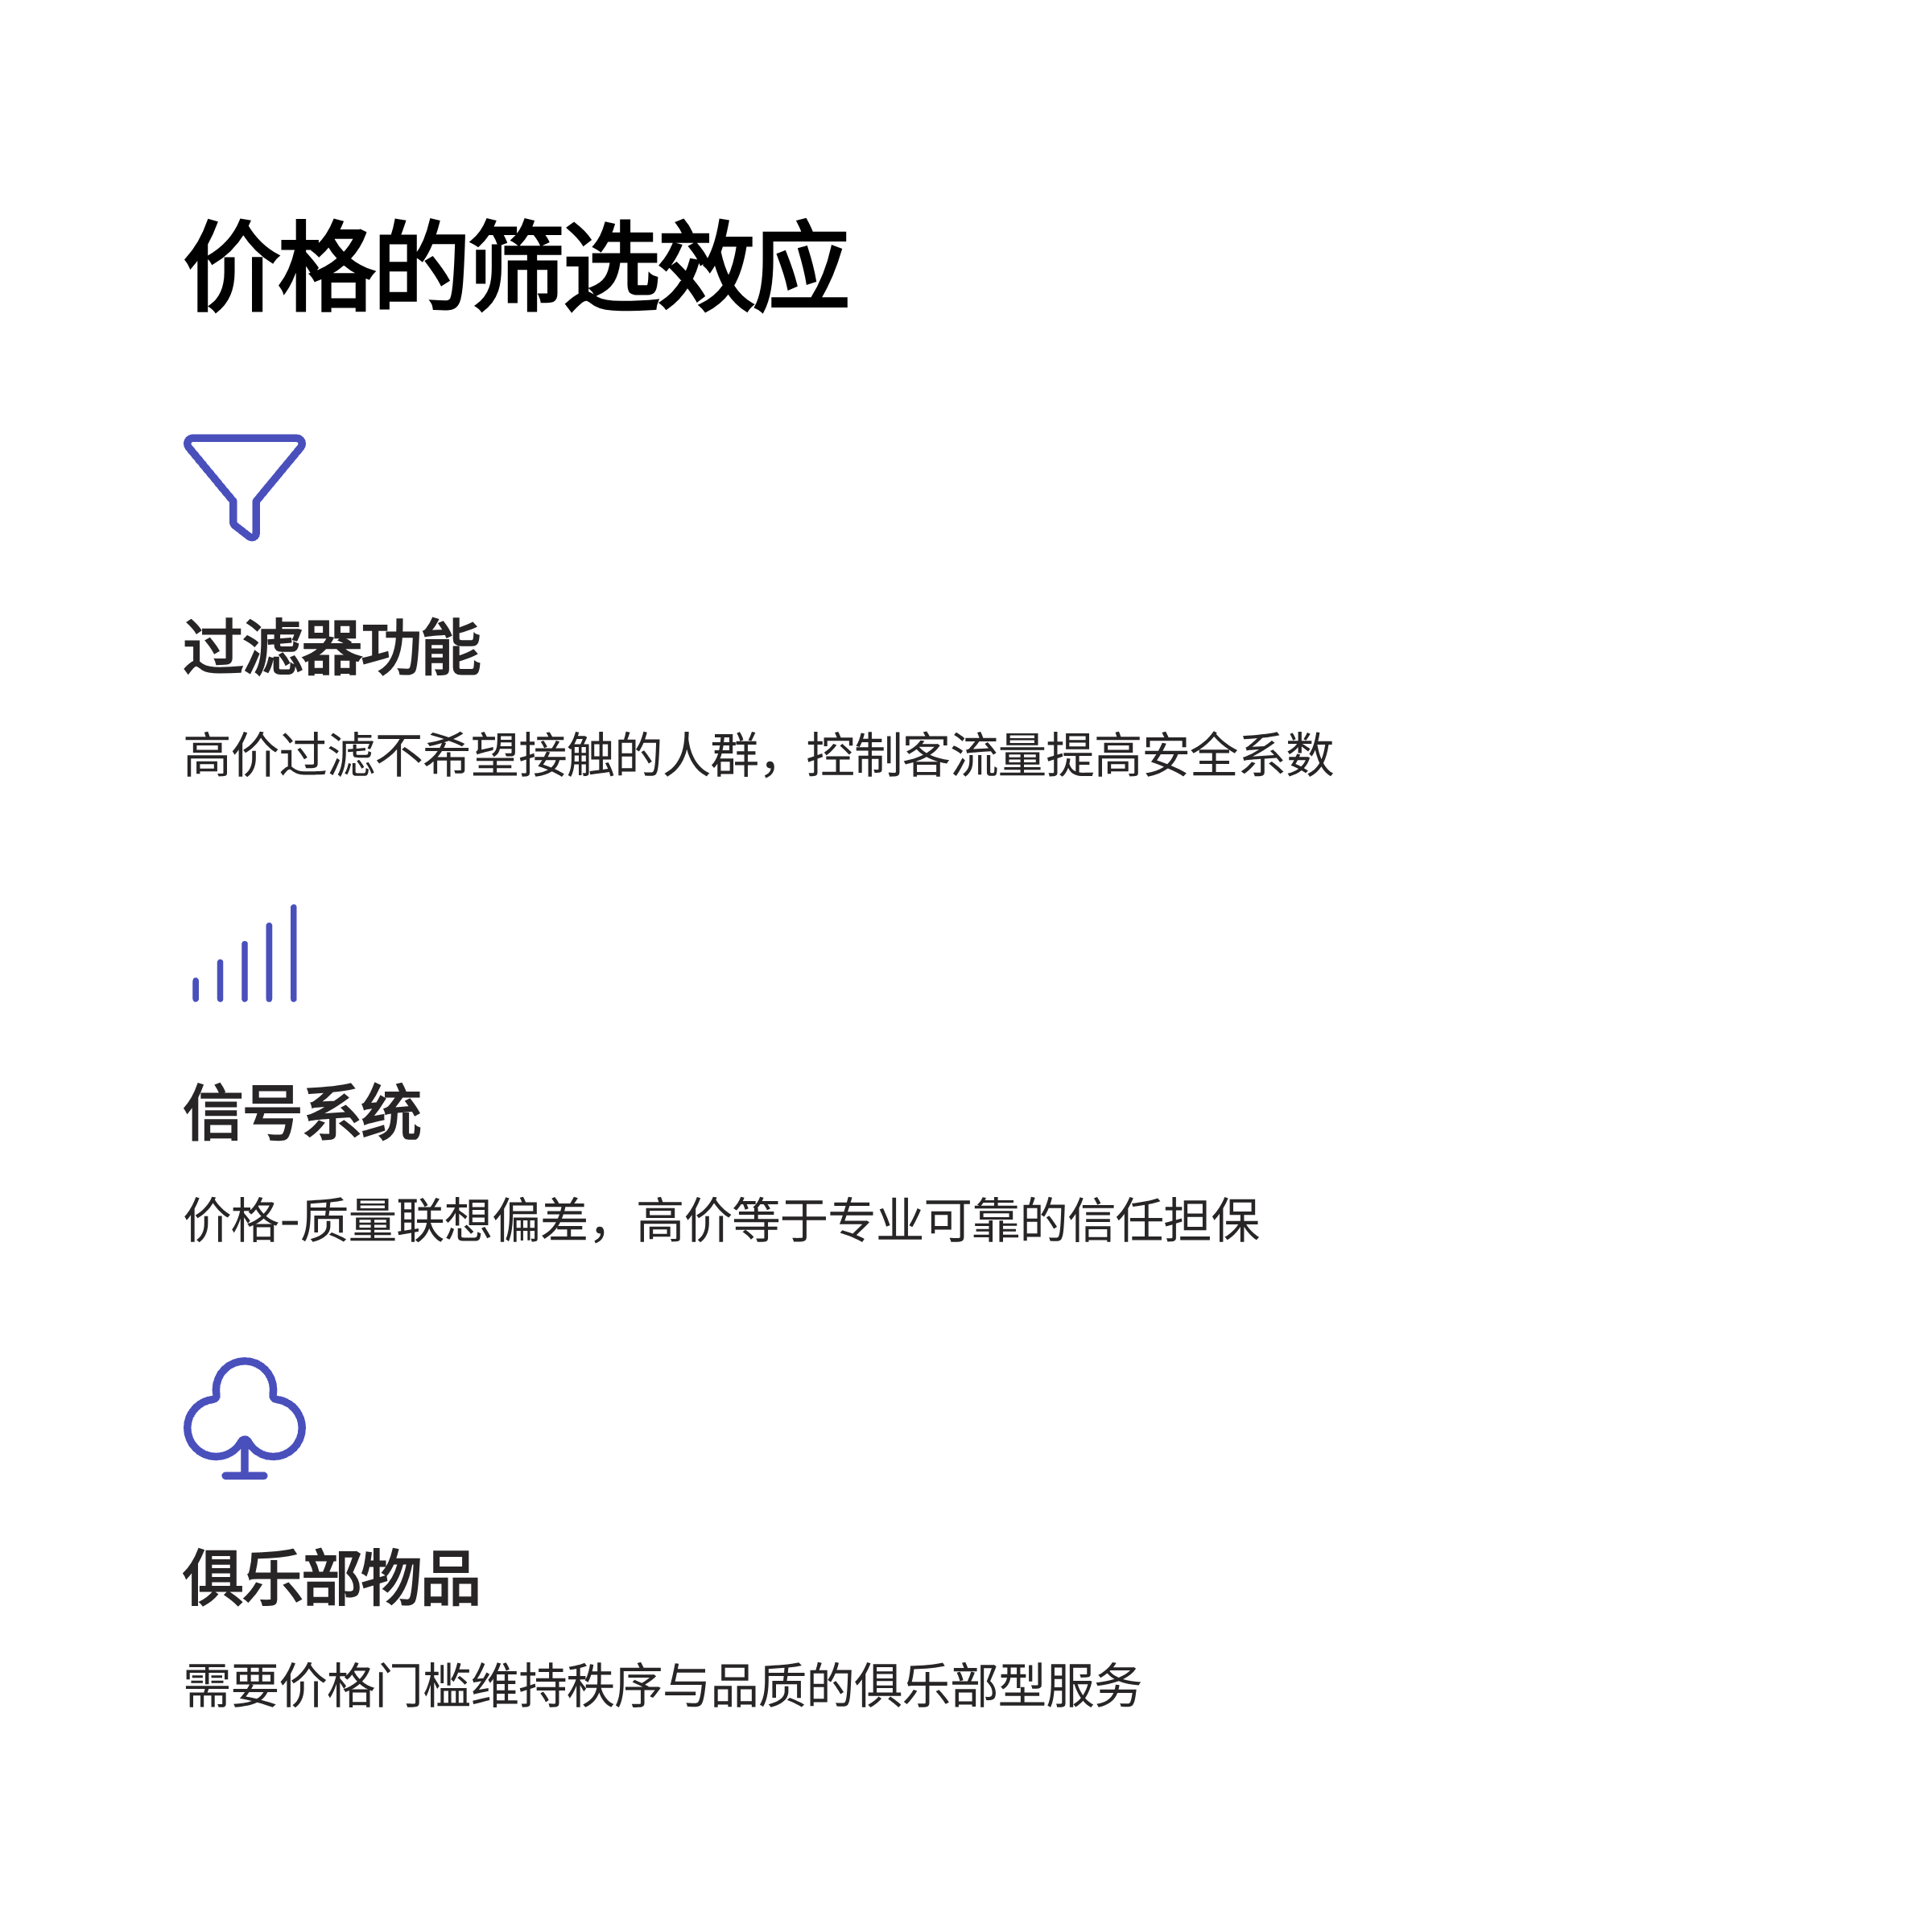 价格的筛选效应
过滤器功能
高价过滤不希望接触的人群，控制客流量提高安全系数
信号系统
价格-质量联想偏差，高价等于专业可靠的信任担保
俱乐部物品
需要价格门槛维持秩序与品质的俱乐部型服务